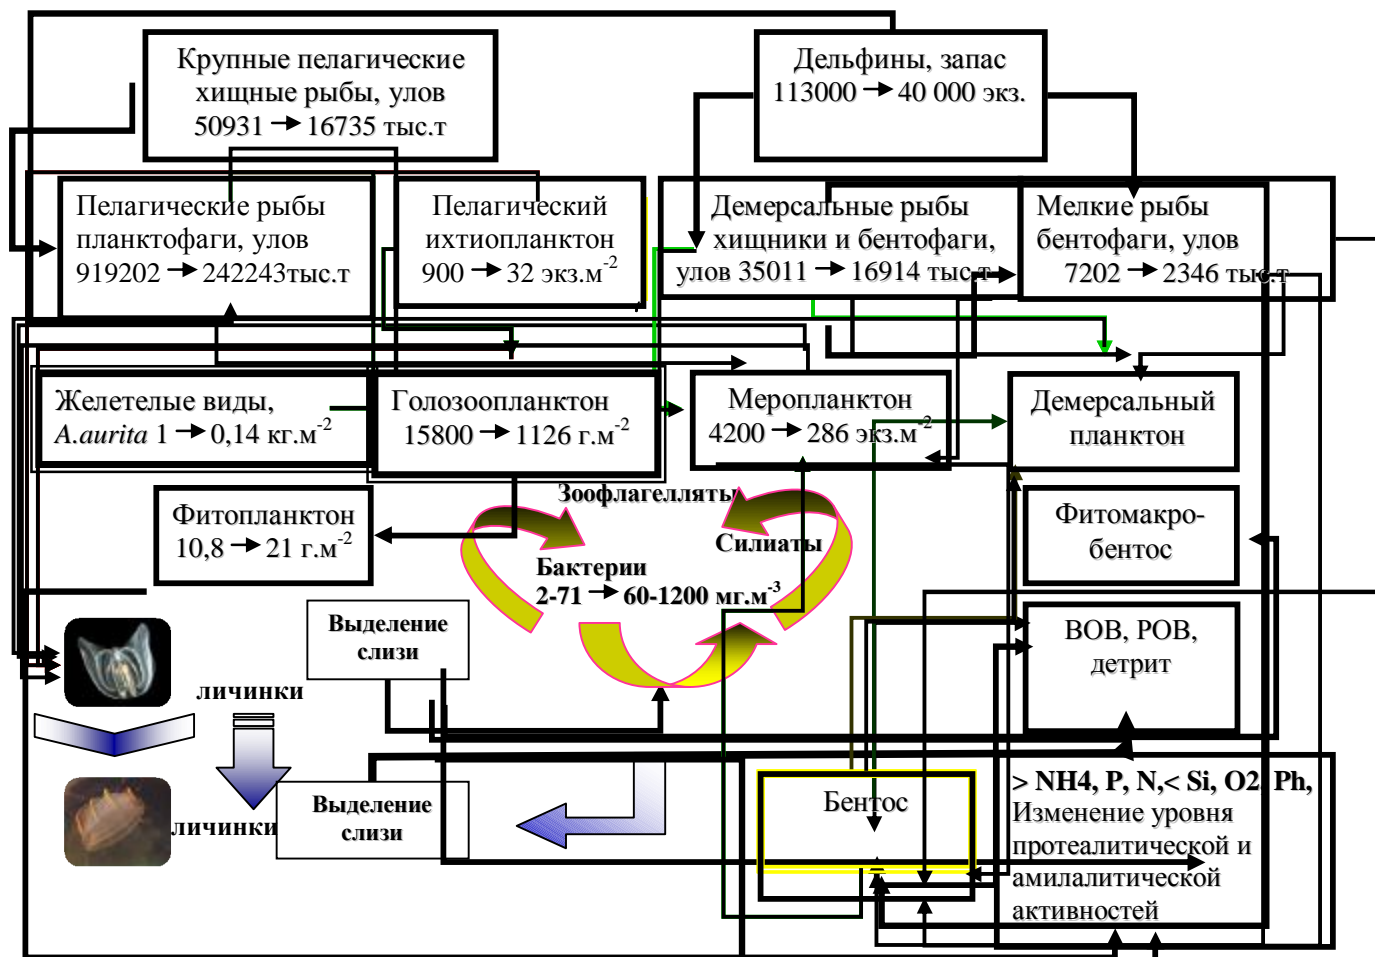 Крупные пелагические
хищные рыбы, улов
50931 → 16735 тыс.т
Дельфины, запас
113000 → 40 000 экз.
Пелагические рыбы
планктофаги, улов
919202 → 242243тыс.т
Пелагический
ихтиопланктон
900 → 32 экз.м-2
Демерсальные рыбы
хищники и бентофаги,
улов 35011 → 16914 тыс.т
Мелкие рыбы
бентофаги, улов
7202 → 2346 тыс.т
Желетелые виды,
A.aurita 1 → 0,14 кг.м-2
Голозоопланктон
15800 → 1126 г.м-2
Меропланктон
4200 → 286 экз.м-2
Демерсальный
планктон
Фитопланктон
10,8 → 21 г.м-2
Зоофлагелляты
Силиаты
Бактерии
2-71 → 60-1200 мг.м-3
Фитомакро-
бентос
Выделение
слизи
ВОВ, РОВ,
детрит
личинки
Выделение
слизи
личинки
Бентос
> NH4, P, N,< Si, O2, Ph,
Изменение уровня
протеалитической и
амилалитической
активностей